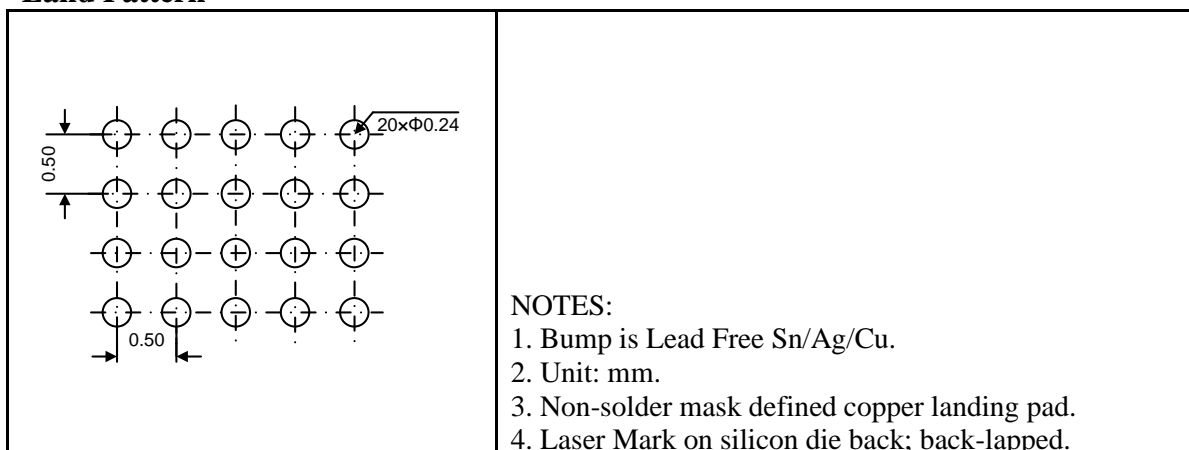 Land Pattern
20×Φ0.24
0.50
0.50
NOTES:
1. Bump is Lead Free Sn/Ag/Cu.
2. Unit: mm.
3. Non-solder mask defined copper landing pad.
4. Laser Mark on silicon die back; back-lapped.